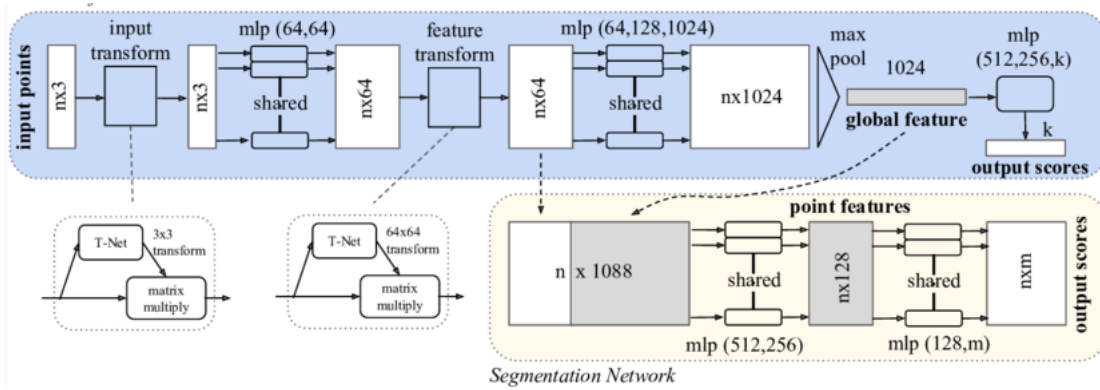 input
transform
mlp (64,64)
feature
transform
mlp (64,128,1024)
max
pool
mlp
(512,256,k)
1024
input points
nx3
nx3
shared
nx64
nx64
shared
nx1024
global feature
k
output scores
point features
T-Net
3x3
transform
matrix
multiply
T-Net
64x64
transform
matrix
multiply
n x 1088
shared
nx128
shared
nxm
output scores
mlp (512,256)
mlp (128,m)
Segmentation Network